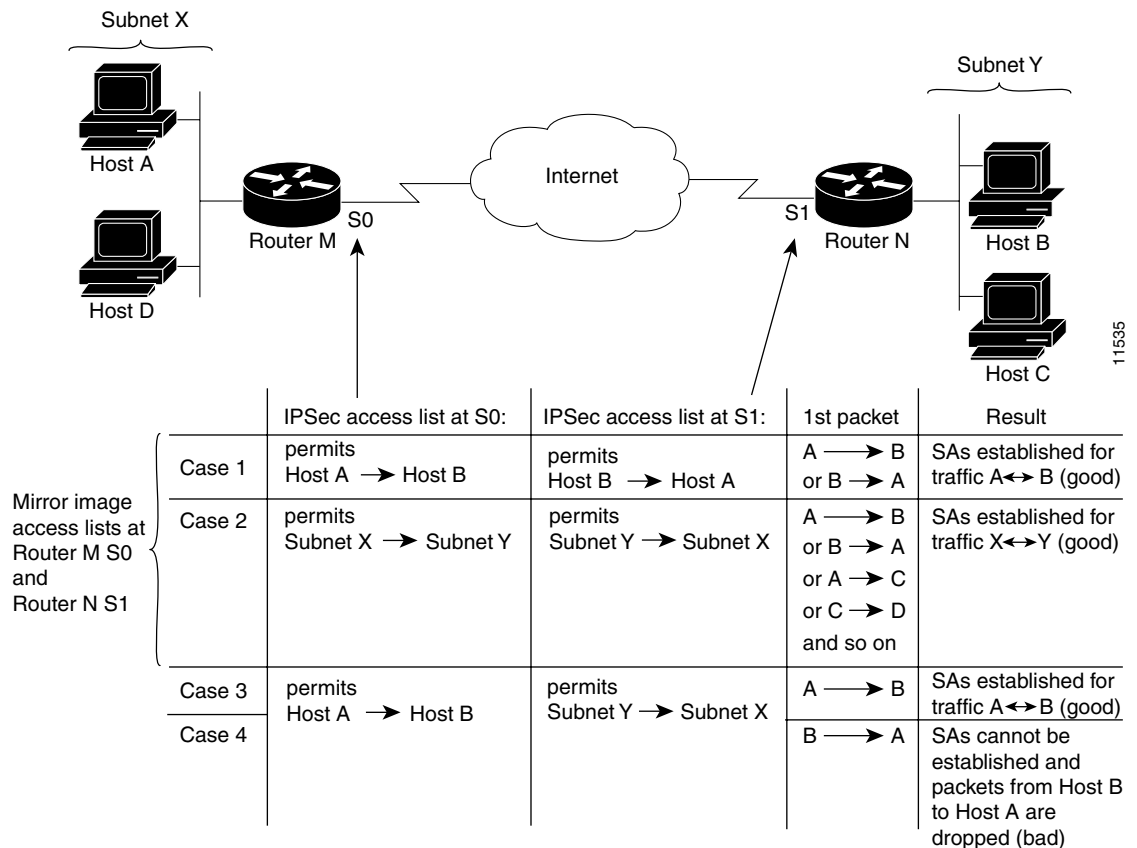 Subnet X
Subnet Y
Host A
Host D
Router M
S0
Internet
S1
Router N
Host B
Host C
11535
IPSec access list at S0:
IPSec access list at S1:
1st packet
Result
Mirror image
access lists at
Router M S0
and
Router N S1
Case 1
permits
Host A → Host B
permits
Host B → Host A
A → B
or B → A
SAs established for
traffic A↔B (good)
Case 2
permits
Subnet X → Subnet Y
permits
Subnet Y → Subnet X
A → B
or B → A
or A → C
or C → D
and so on
SAs established for
traffic X↔Y (good)
Case 3
permits
Host A → Host B
permits
Subnet Y → Subnet X
A → B
SAs established for
traffic A↔B (good)
Case 4
B → A
SAs cannot be
established and
packets from Host B
to Host A are
dropped (bad)